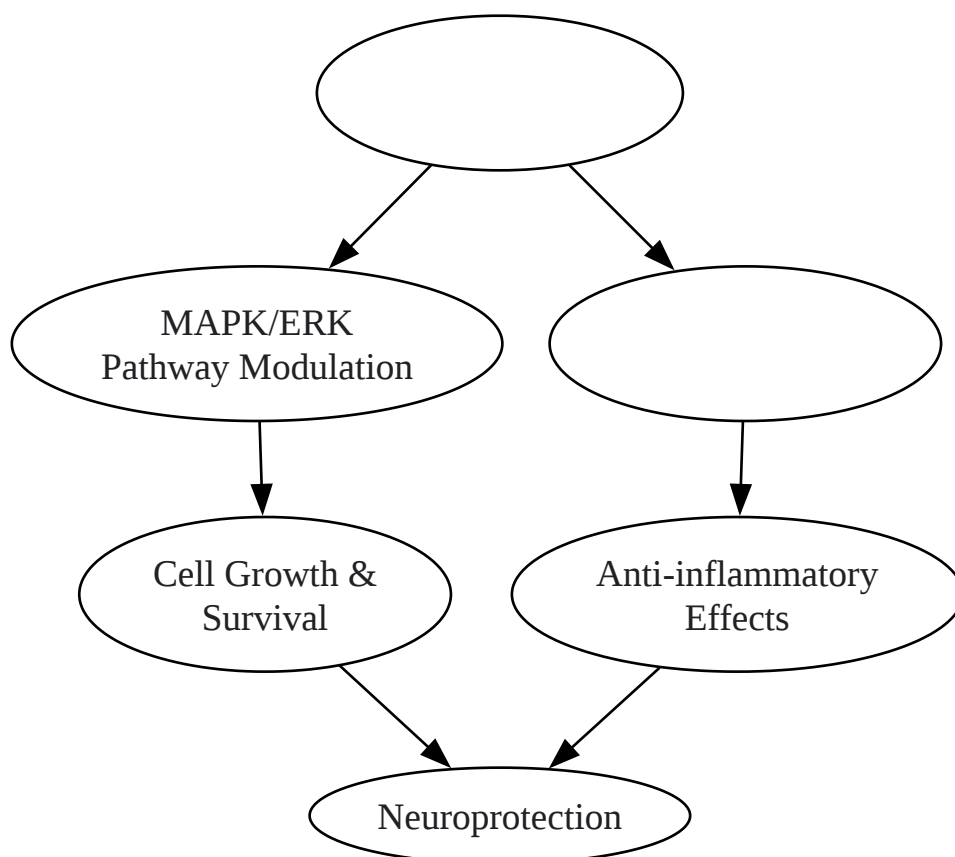 MAPK/ERK
Pathway Modulation
Cell Growth &
Survival
Anti-inflammatory
Effects
Neuroprotection